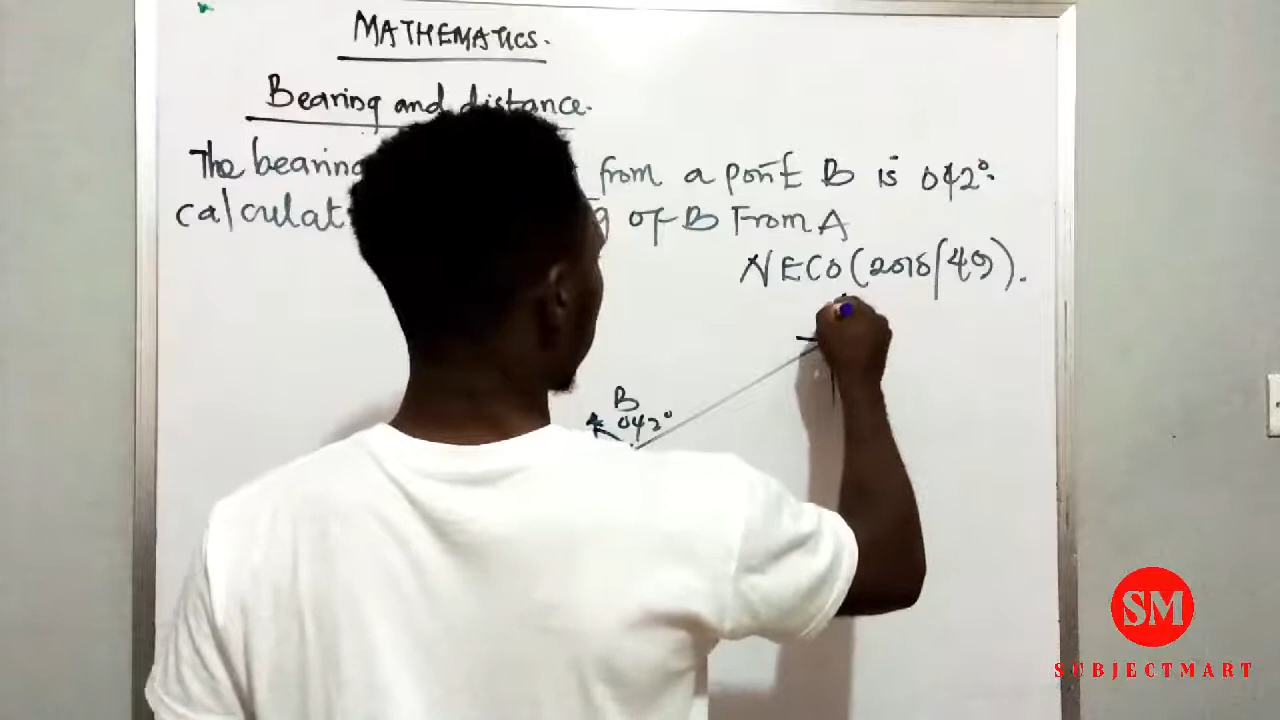 MATHEMATICS.
Bearing and distance.
The bearing from a point B is 042°.
calculat of B From A
NECO (2018/49).
B
042°
SM
SUBJECTMART